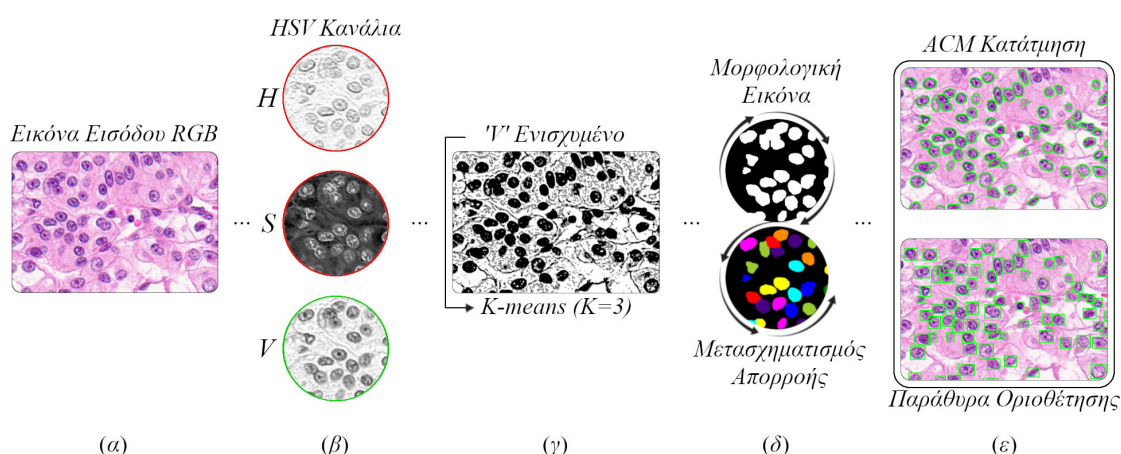 Εικόνα Εισόδου RGB
...
HSV Κανάλια
H
S
V
...
'V' Ενισχυμένο
K-means (K=3)
...
Μορφολογική
Εικόνα
Μετασχηματισμός
Απορροής
...
ACM Κατάτμηση
Παράθυρα Οριοθέτησης
(α)
(β)
(γ)
(δ)
(ε)